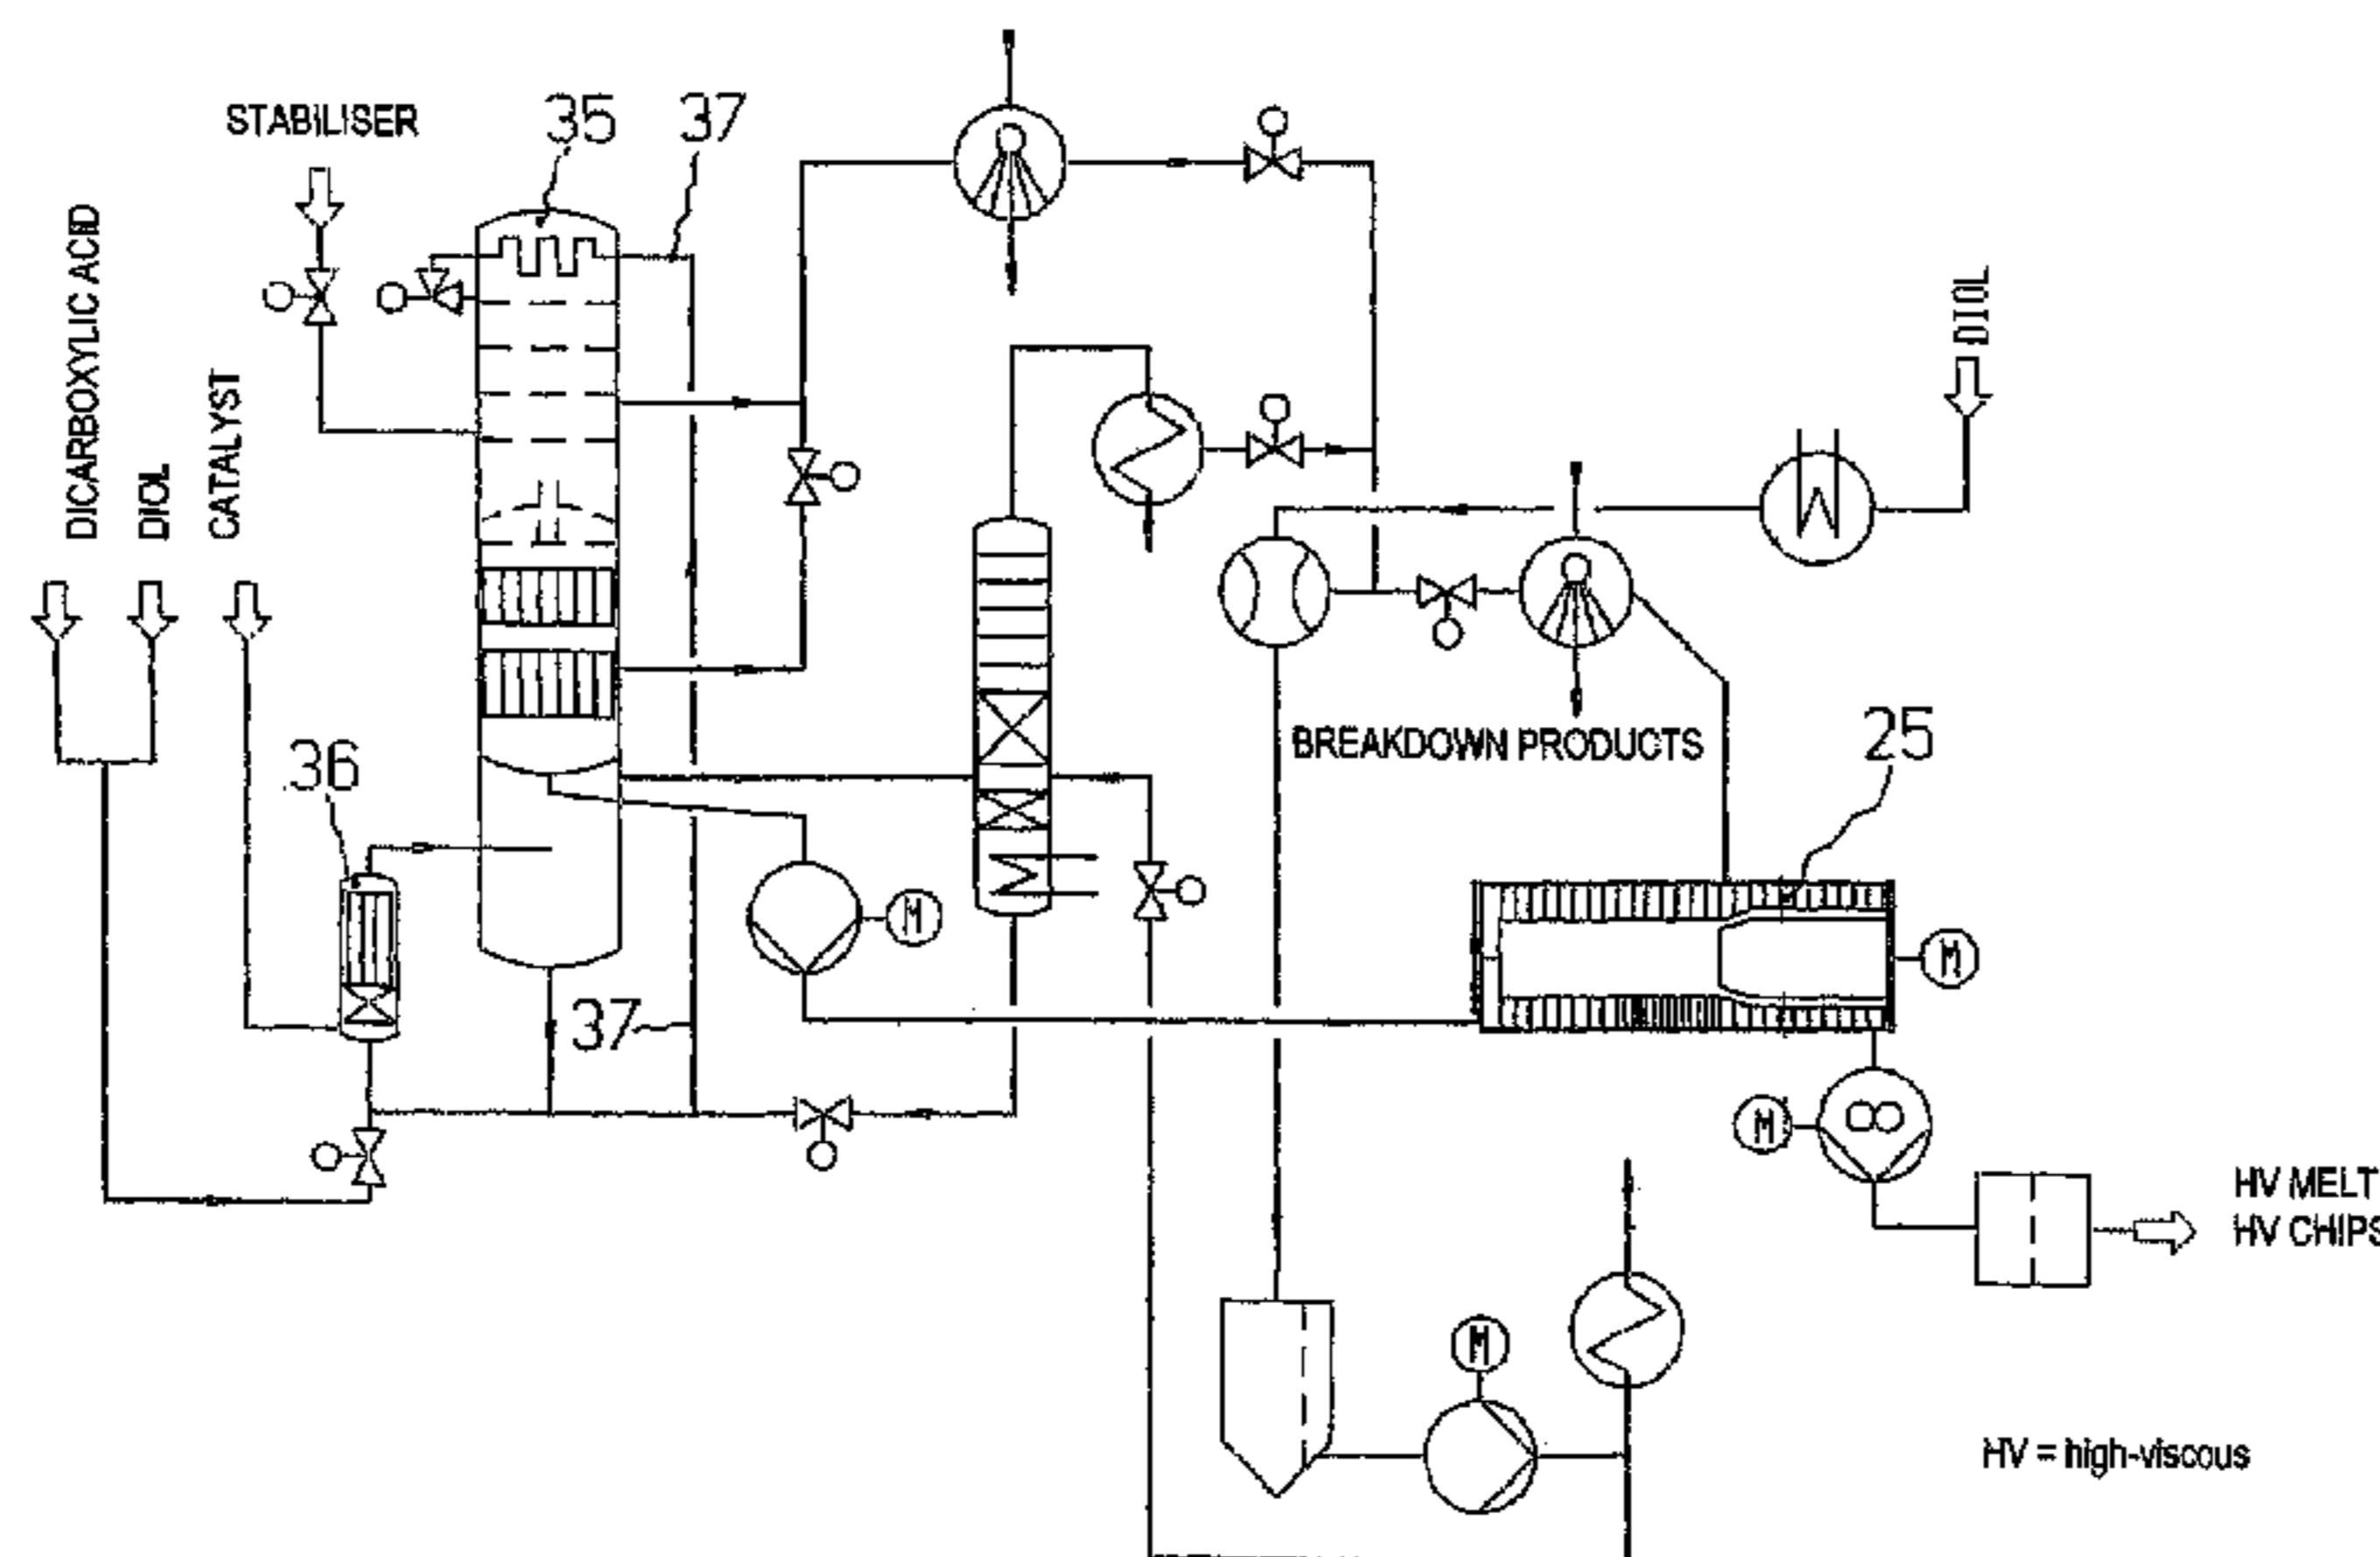 STABILISER
35
37
DICARBOXYLIC ACID
DIOL
CATALYST
DIOL
36
BREAKDOWN PRODUCTS
25
M
M
37
M
HV MELT
HV CHIPS
M
HV = high-viscous